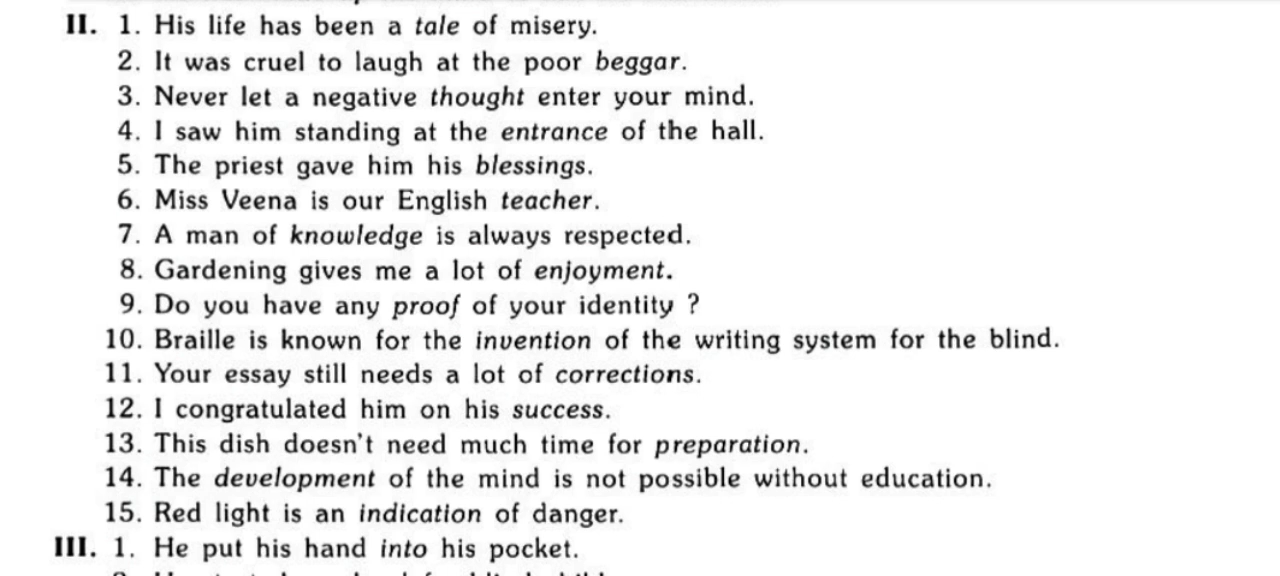 II. 1. His life has been a tale of misery.
2. It was cruel to laugh at the poor beggar.
3. Never let a negative thought enter your mind.
4. I saw him standing at the entrance of the hall.
5. The priest gave him his blessings.
6. Miss Veena is our English teacher.
7. A man of knowledge is always respected.
8. Gardening gives me a lot of enjoyment.
9. Do you have any proof of your identity ?
10. Braille is known for the invention of the writing system for the blind.
11. Your essay still needs a lot of corrections.
12. I congratulated him on his success.
13. This dish doesn't need much time for preparation.
14. The development of the mind is not possible without education.
15. Red light is an indication of danger.
III. 1. He put his hand into his pocket.